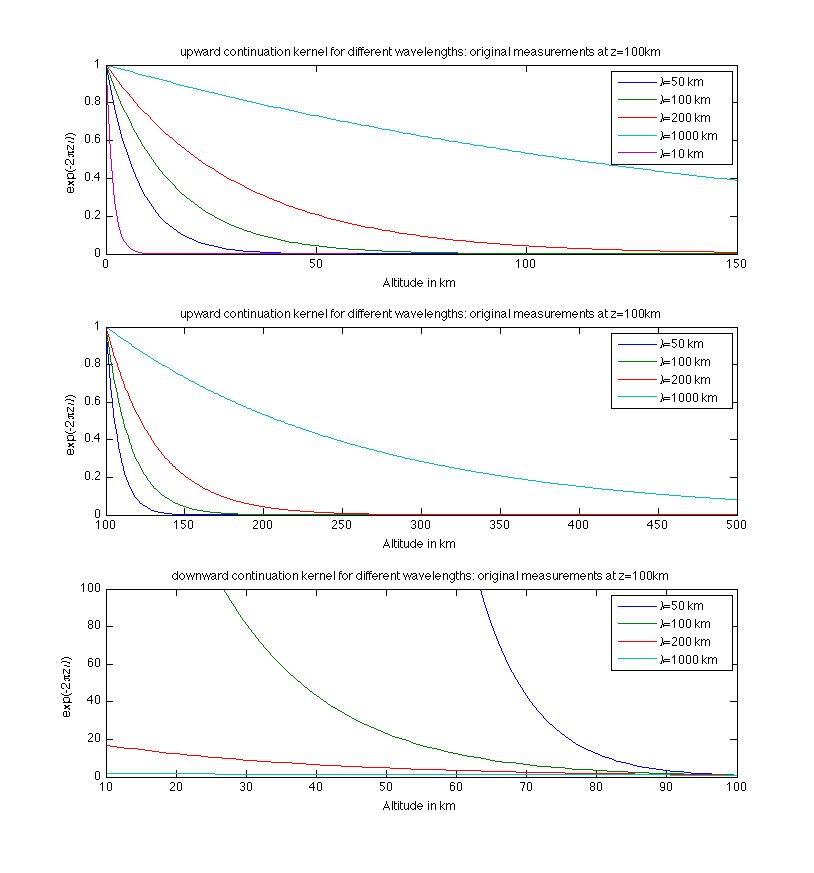 upward continuation kernel for different wavelengths: original measurements at z=100km
exp(-2πz/λ)
1
0.8
0.6
0.4
0.2
0
0 50 100 150
Altitude in km
λ=50 km
λ=100 km
λ=200 km
λ=1000 km
λ=10 km
upward continuation kernel for different wavelengths: original measurements at z=100km
exp(-2πz/λ)
1
0.8
0.6
0.4
0.2
0
100 150 200 250 300 350 400 450 500
Altitude in km
λ=50 km
λ=100 km
λ=200 km
λ=1000 km
downward continuation kernel for different wavelengths: original measurements at z=100km
exp(-2πz/λ)
100
80
60
40
20
0
10 20 30 40 50 60 70 80 90 100
Altitude in km
λ=50 km
λ=100 km
λ=200 km
λ=1000 km